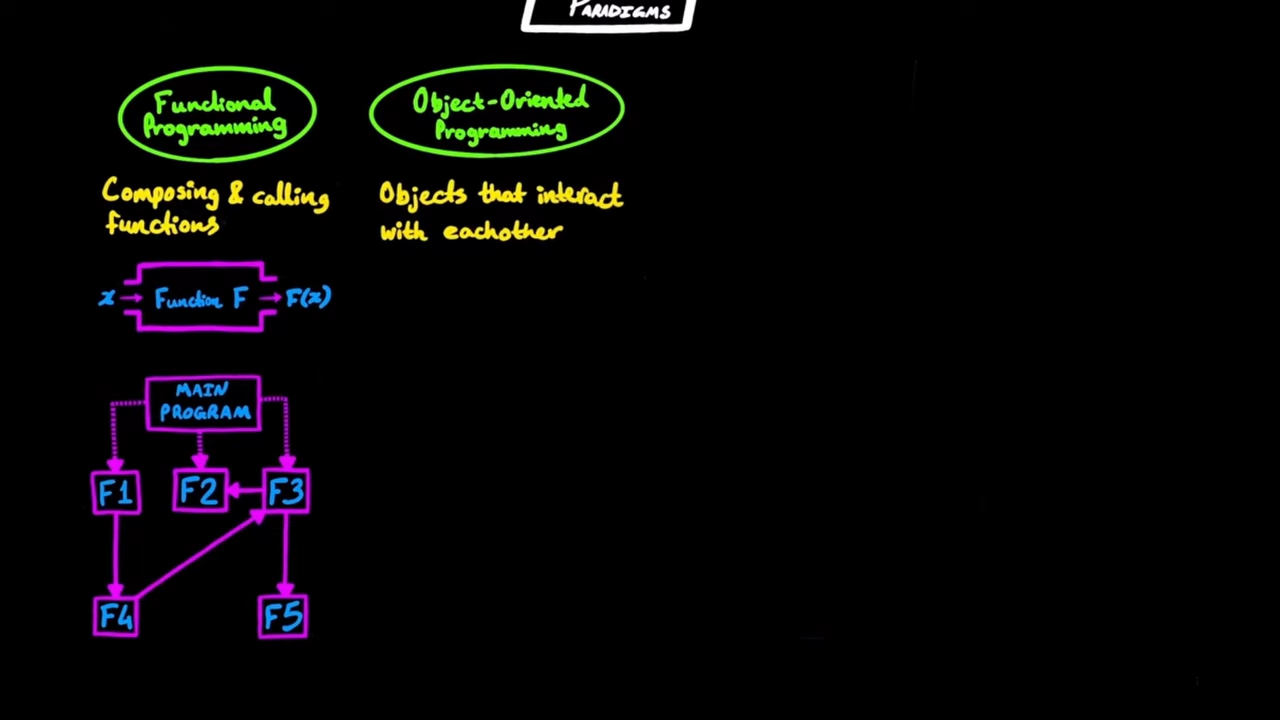 PARADIGMS
Functional
Programming
Object-Oriented
Programming
Composing & calling
functions
Objects that interact
with eachother
x → Function F → F(x)
MAIN
PROGRAM
F1 F2 F3
F4 F5